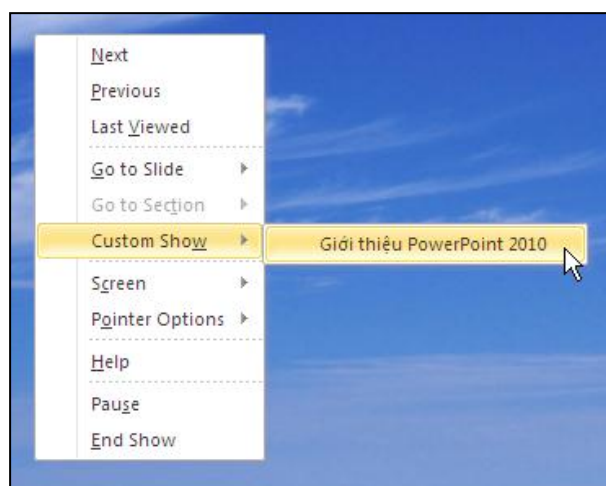 Next
Previous
Last Viewed
Go to Slide
Go to Section
Custom Show
Giới thiệu PowerPoint 2010
Screen
Pointer Options
Help
Pause
End Show